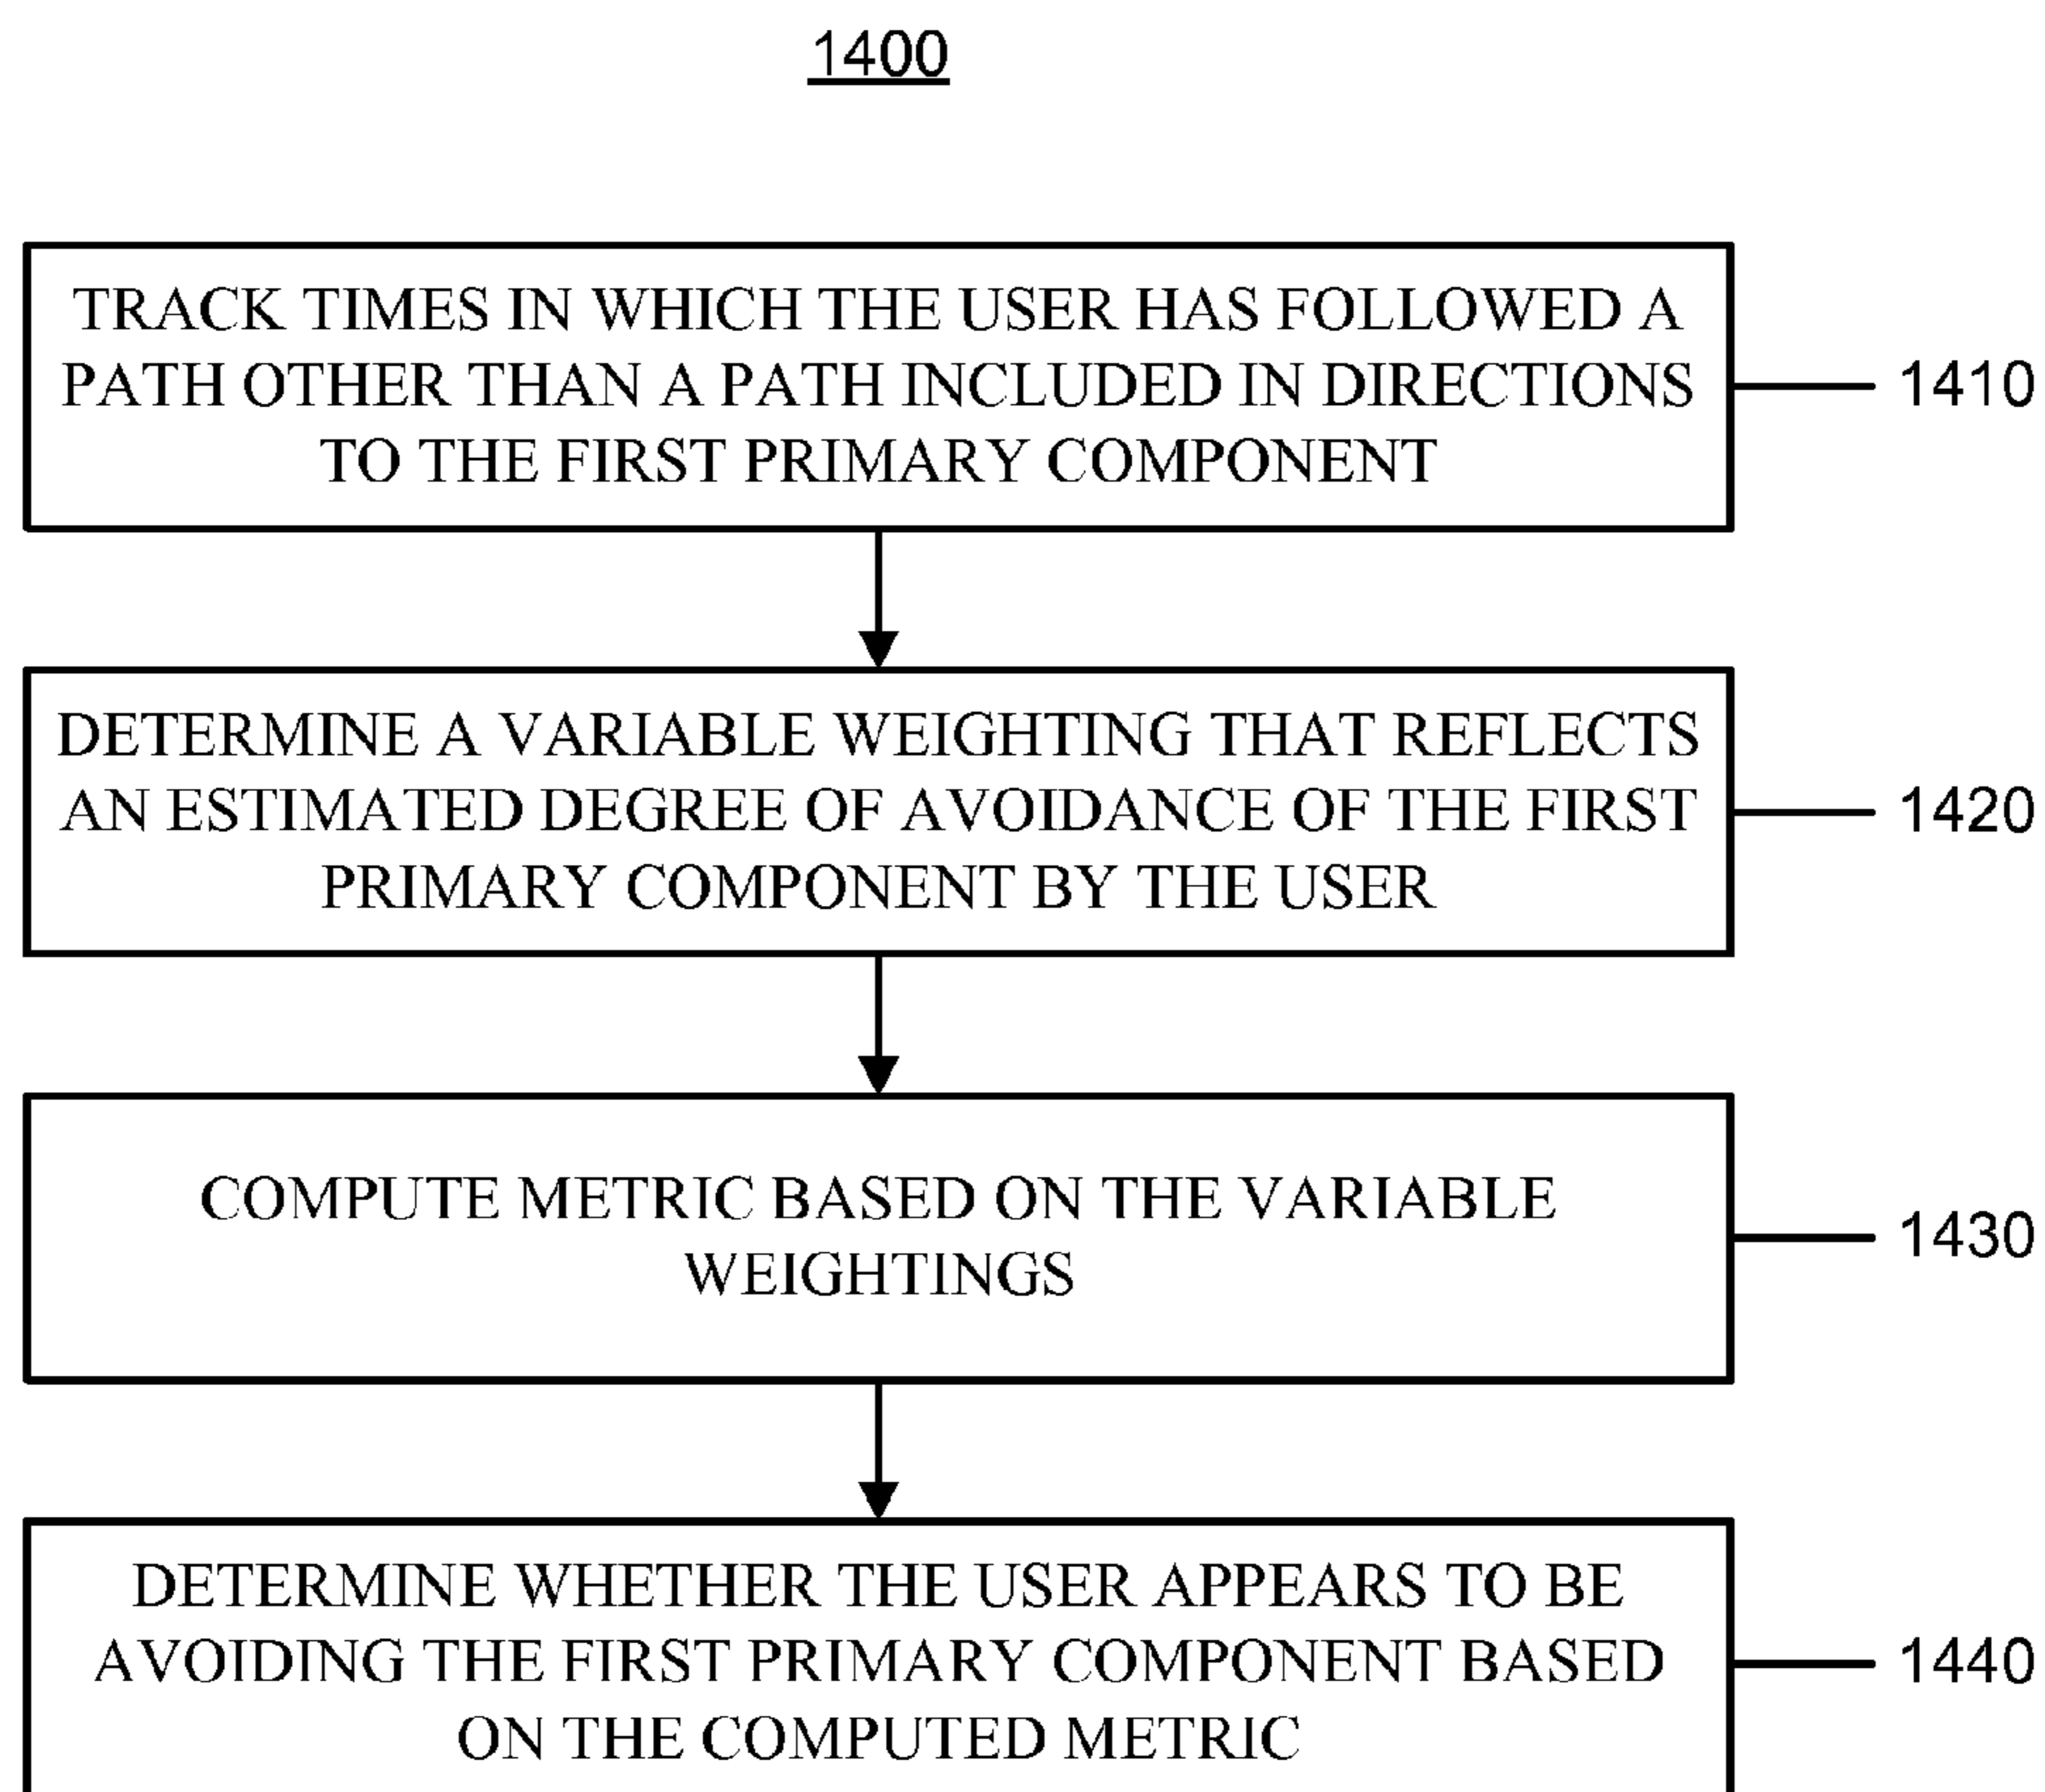 1400
TRACK TIMES IN WHICH THE USER HAS FOLLOWED A
PATH OTHER THAN A PATH INCLUDED IN DIRECTIONS
TO THE FIRST PRIMARY COMPONENT
1410
DETERMINE A VARIABLE WEIGHTING THAT REFLECTS
AN ESTIMATED DEGREE OF AVOIDANCE OF THE FIRST
PRIMARY COMPONENT BY THE USER
1420
COMPUTE METRIC BASED ON THE VARIABLE
WEIGHTINGS
1430
DETERMINE WHETHER THE USER APPEARS TO BE
AVOIDING THE FIRST PRIMARY COMPONENT BASED
ON THE COMPUTED METRIC
1440